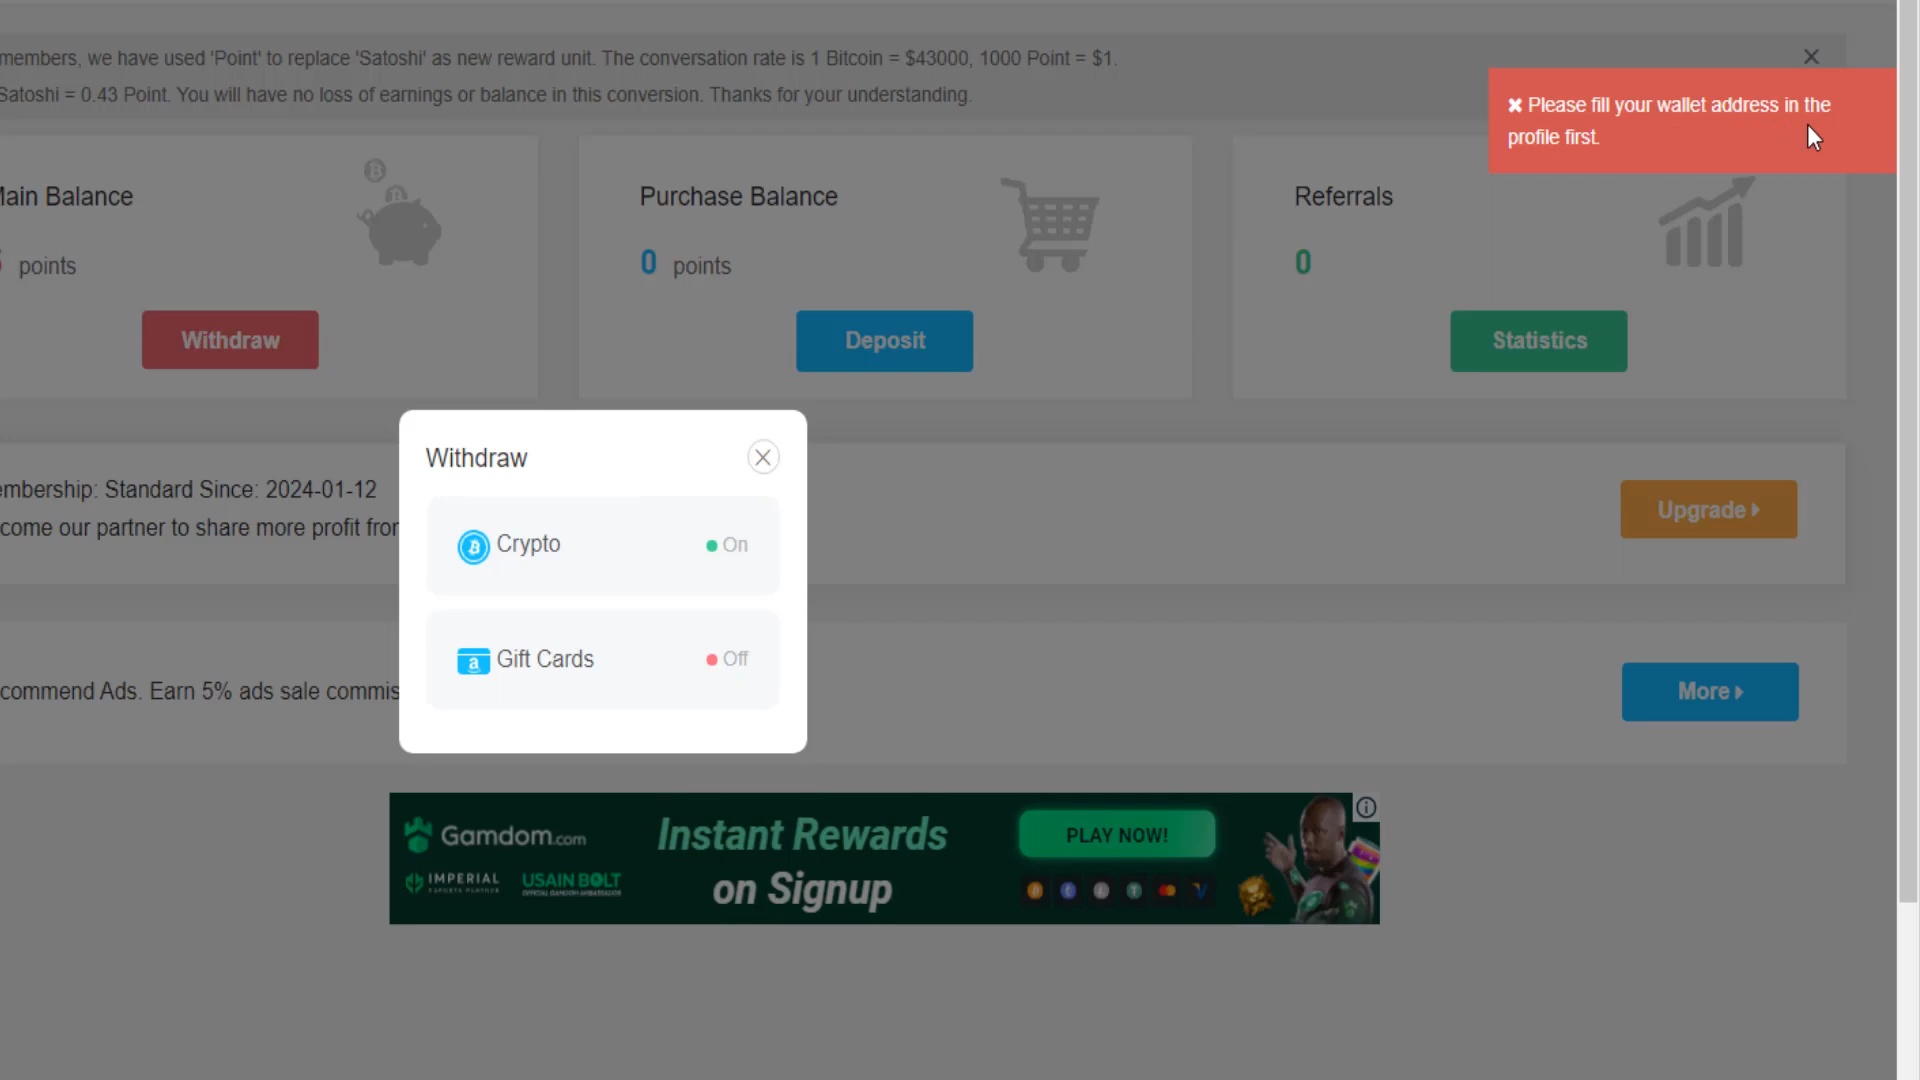 members, we have used 'Point' to replace 'Satoshi' as new reward unit. The conversation rate is 1 Bitcoin = $43000, 1000 Point = $1.
Satoshi = 0.43 Point. You will have no loss of earnings or balance in this conversion. Thanks for your understanding.
✖ Please fill your wallet address in the
profile first.
Main Balance
Purchase Balance
Referrals
points
0 points
0
Withdraw
Deposit
Statistics
Withdraw
Crypto
On
Gift Cards
Off
embership: Standard Since: 2024-01-12
come our partner to share more profit from
Upgrade
commend Ads. Earn 5% ads sale commis
More
Gamdom.com
IMPERIAL
USAIN BOLT
OFFICIAL GAMDOM AMBASSADOR
Instant Rewards
on Signup
PLAY NOW!